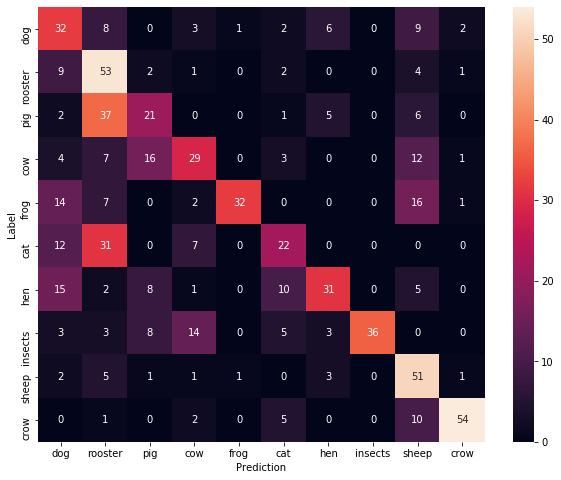 dog 32 8 0 3 1 2 6 0 9 2
rooster 9 53 2 1 0 2 0 0 4 1
pig 2 37 21 0 0 1 5 0 6 0
cow 4 7 16 29 0 3 0 0 12 1
frog 14 7 0 2 32 0 0 0 16 1
cat 12 31 0 7 0 22 0 0 0 0
hen 15 2 8 1 0 10 31 0 5 0
insects 3 3 8 14 0 5 3 36 0 0
sheep 2 5 1 1 1 0 3 0 51 1
crow 0 1 0 2 0 5 0 0 10 54
Label
dog rooster pig cow frog cat hen insects sheep crow
Prediction
50
40
30
20
10
0